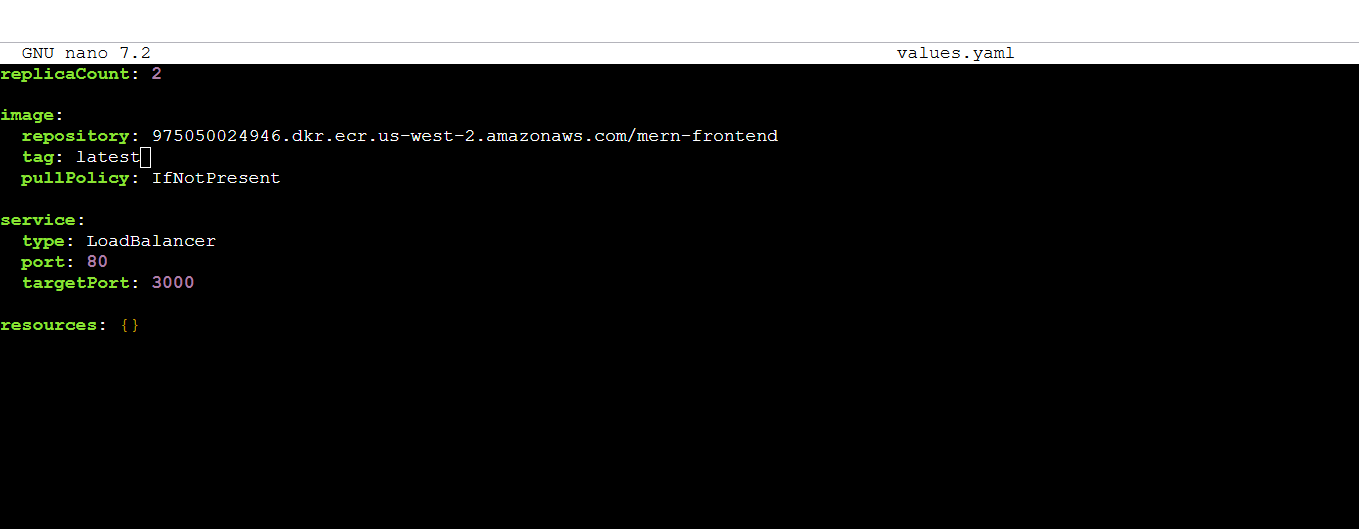 GNU nano 7.2 values.yaml
replicaCount: 2
image:
  repository: 975050024946.dkr.ecr.us-west-2.amazonaws.com/mern-frontend
  tag: latest
  pullPolicy: IfNotPresent
service:
  type: LoadBalancer
  port: 80
  targetPort: 3000
resources: {}